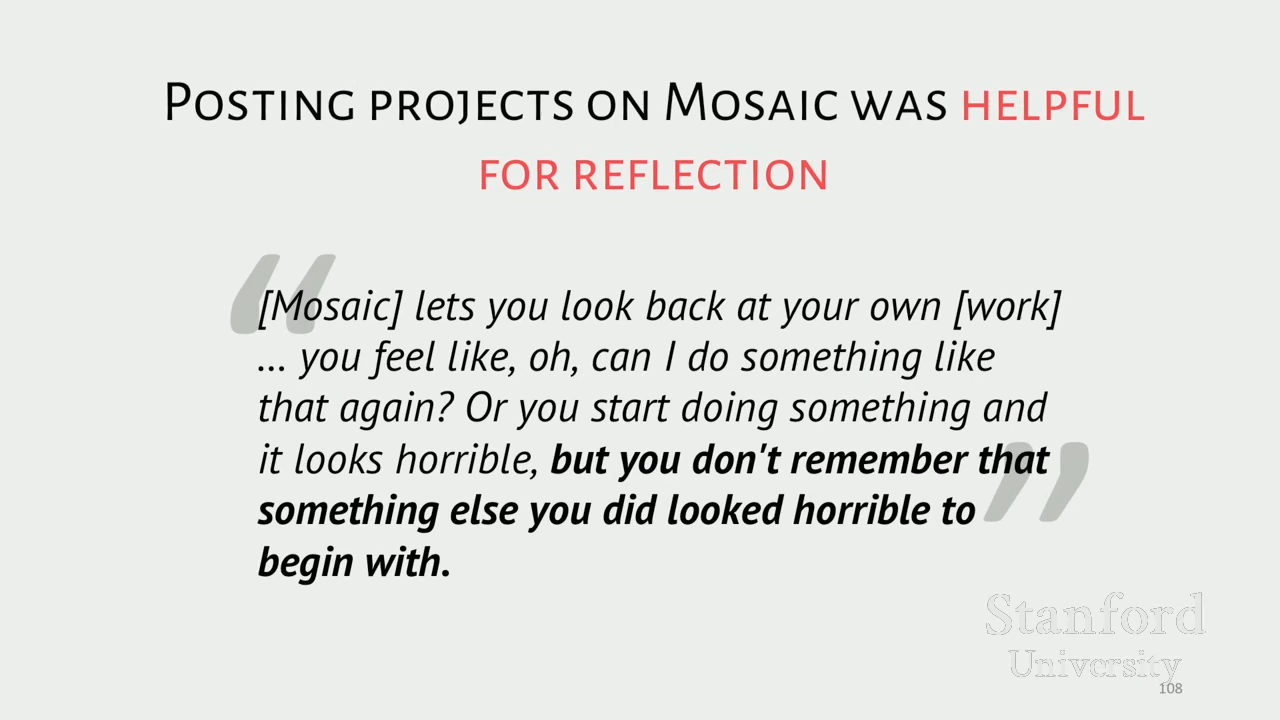 Posting projects on Mosaic was helpful
for reflection
“[Mosaic] lets you look back at your own [work]
... you feel like, oh, can I do something like
that again? Or you start doing something and
it looks horrible, but you don't remember that
something else you did looked horrible to
begin with.”
Stanford
University
108